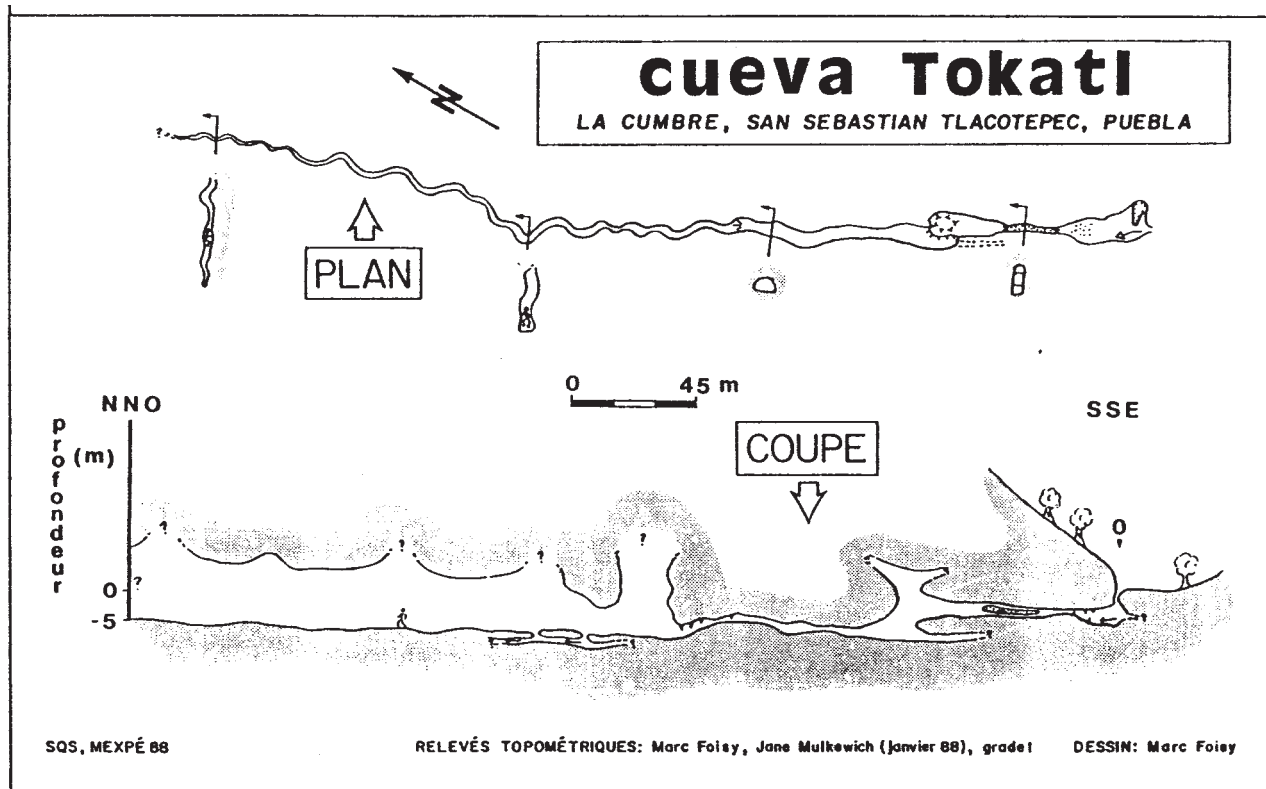 cueva Tokatl
LA CUMBRE, SAN SEBASTIAN TLACOTEPEC, PUEBLA
N
?
PLAN
0 45 m
NNO
SSE
profondeur
(m)
COUPE
0
? ? ? ?
?
0
-5
? ? ? ?
SQS, MEXPÉ 88
RELEVÉS TOPOMÉTRIQUES: Marc Foisy, Jane Mulkewich (janvier 88), grade1
DESSIN: Marc Foisy